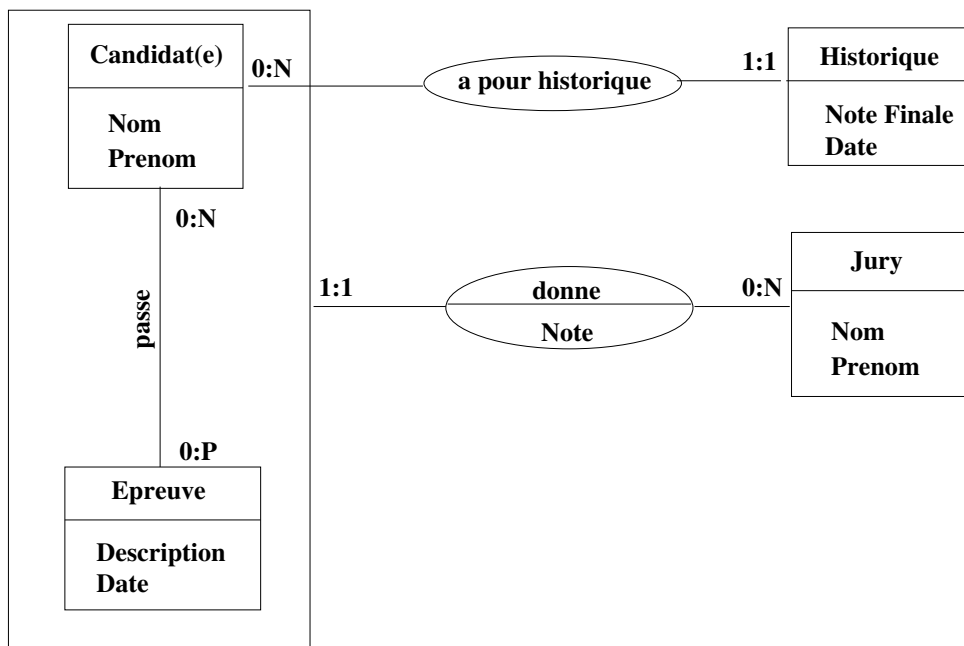 Candidat(e)
0:N
Nom
Prenom
a pour historique
1:1
Historique
Note Finale
Date
0:N
passe
0:P
Epreuve
Description
Date
1:1
donne
Note
0:N
Jury
Nom
Prenom